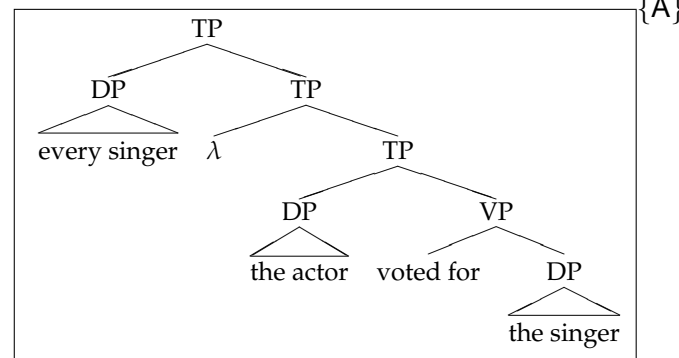 {A}
TP
DP TP
every singer λ TP
DP VP
the actor voted for DP
the singer